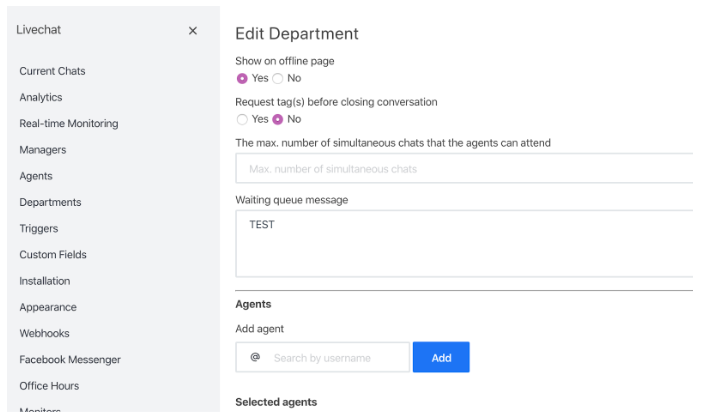 Livechat ×
Current Chats
Analytics
Real-time Monitoring
Managers
Agents
Departments
Triggers
Custom Fields
Installation
Appearance
Webhooks
Facebook Messenger
Office Hours
Monitors
Edit Department
Show on offline page
Yes No
Request tag(s) before closing conversation
Yes No
The max. number of simultaneous chats that the agents can attend
Max. number of simultaneous chats
Waiting queue message
TEST
Agents
Add agent
@ Search by username Add
Selected agents